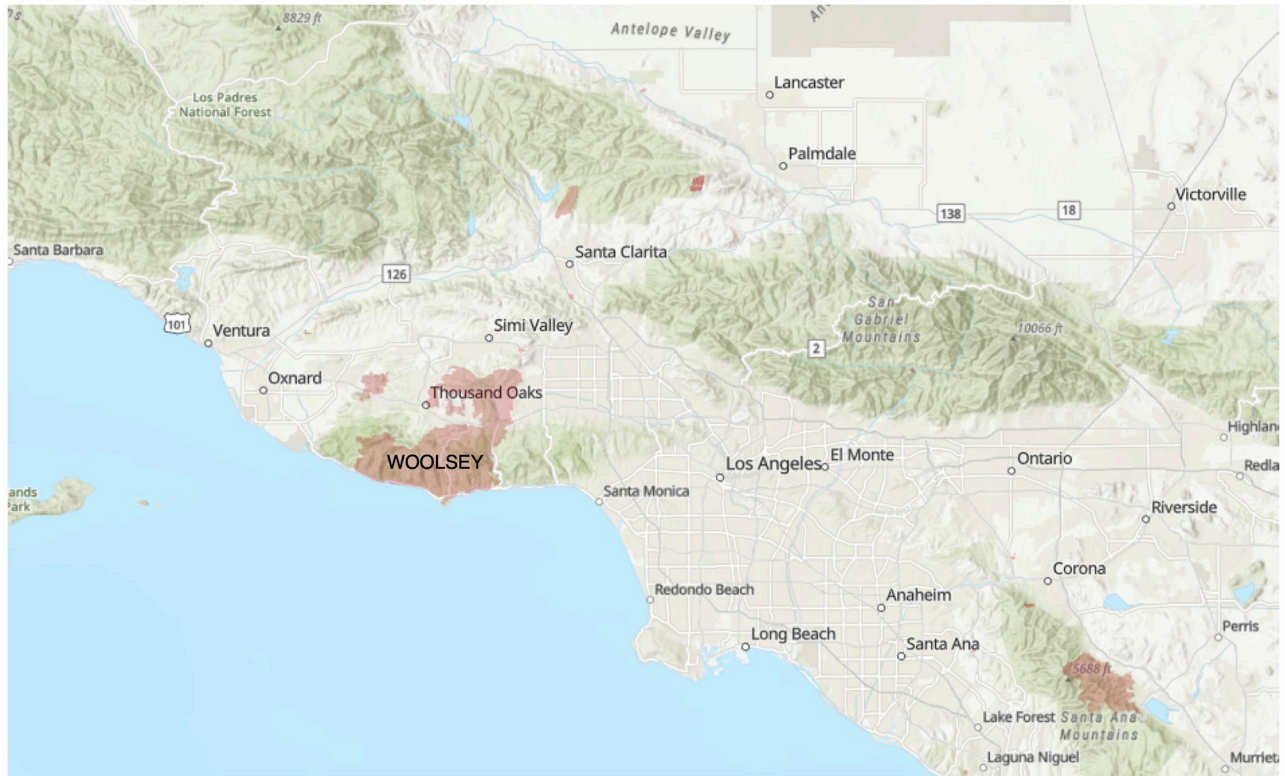 8829 ft
Antelope Valley
Los Padres
National Forest
Lancaster
Palmdale
Victorville
138
18
Santa Barbara
Santa Clarita
126
101
Ventura
Simi Valley
San
Gabriel
Mountains
10066 ft
2
Oxnard
Thousand Oaks
WOOLSEY
Highlan
Los Angeles
El Monte
Ontario
Redla
ands
Park
Santa Monica
Riverside
Corona
Redondo Beach
Anaheim
Long Beach
Santa Ana
Perris
5688 ft
Lake Forest
Santa Ana
Mountains
Laguna Niguel
Murriet